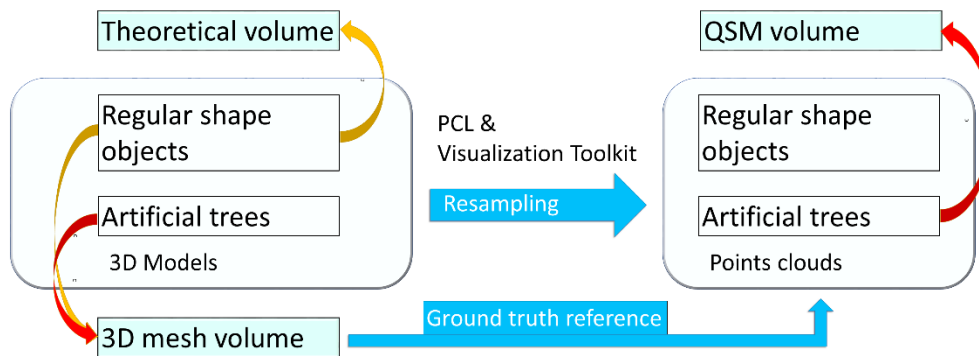 Theoretical volume
QSM volume
Regular shape
objects
PCL &
Visualization Toolkit
Regular shape
objects
Resampling
Artificial trees
Artificial trees
3D Models
Points clouds
Ground truth reference
3D mesh volume